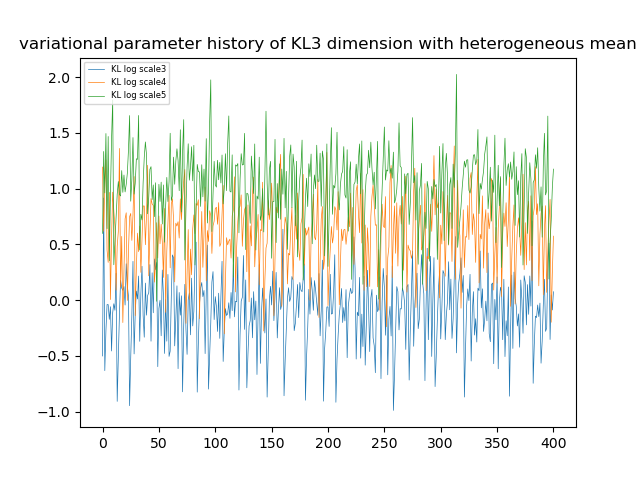 variational parameter history of KL3 dimension with heterogeneous mean
KL log scale3
KL log scale4
KL log scale5
2.0
1.5
1.0
0.5
0.0
−0.5
−1.0
0 50 100 150 200 250 300 350 400